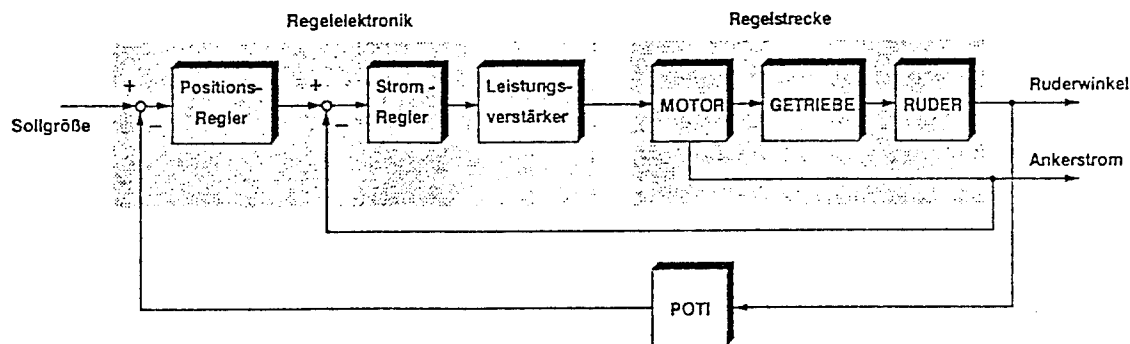 Regelelektronik
Regelstrecke
+
Positions-
Regler
+
Strom-
Regler
Leistungs-
verstärker
MOTOR
GETRIEBE
RUDER
Ruderwinkel
Sollgröße
−
−
Ankerstrom
POTI